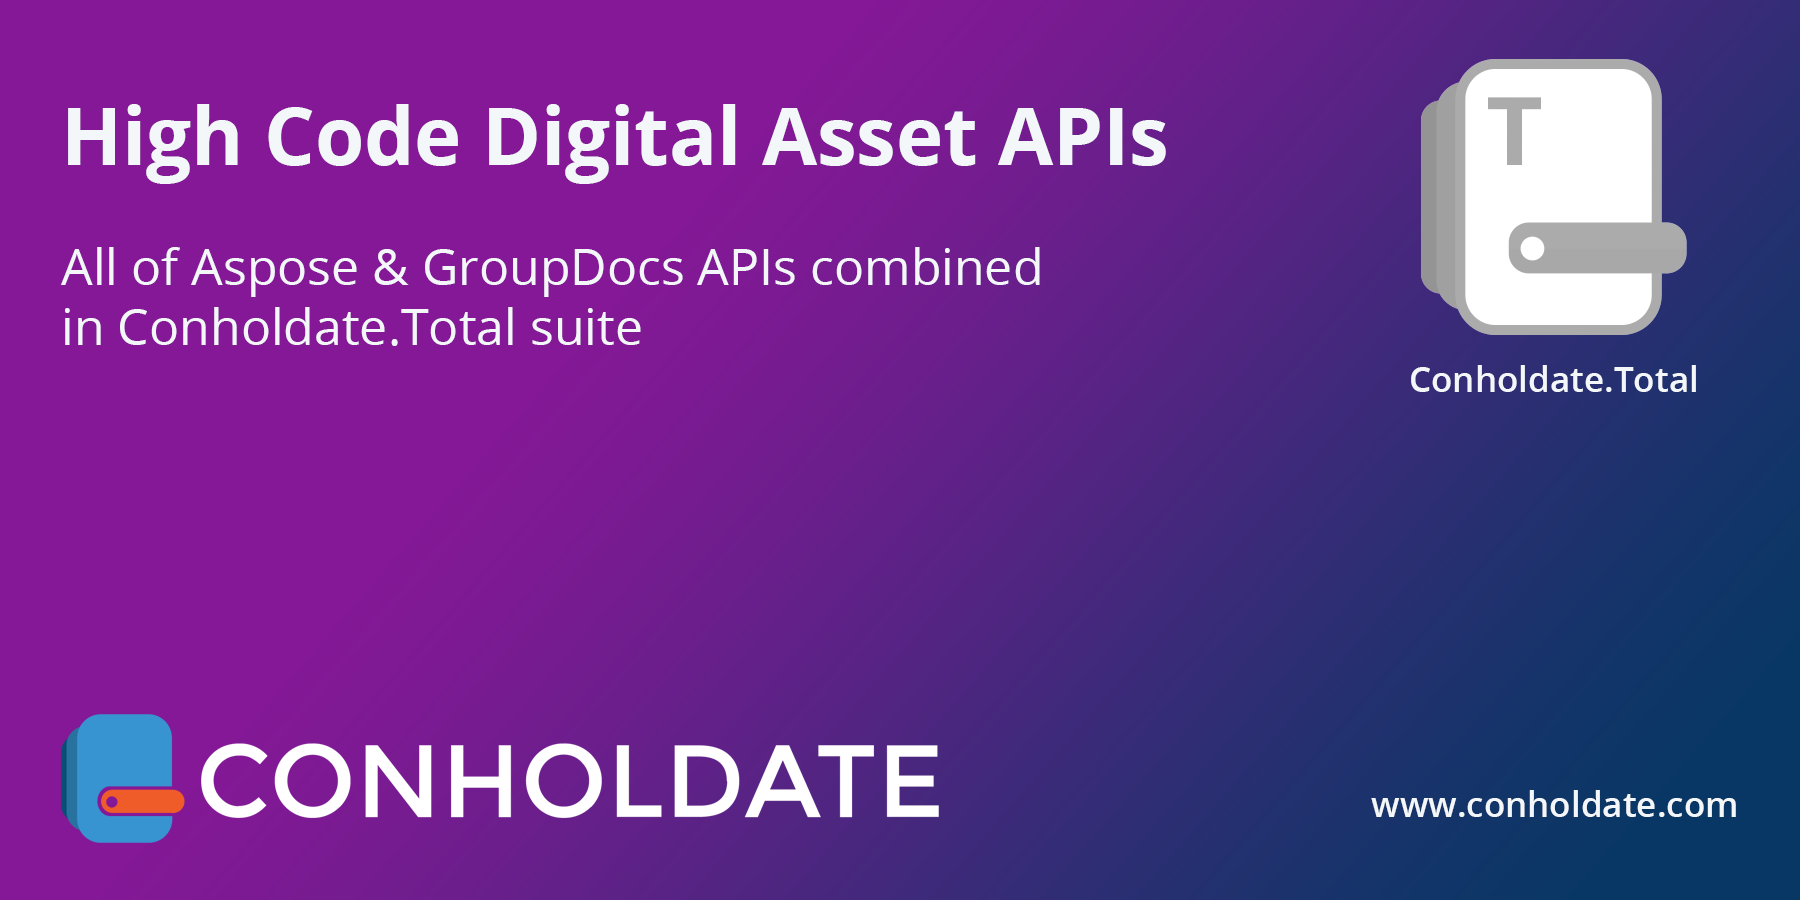 High Code Digital Asset APIs
All of Aspose & GroupDocs APIs combined
in Conholdate.Total suite
T
Conholdate.Total
CONHOLDATE
www.conholdate.com